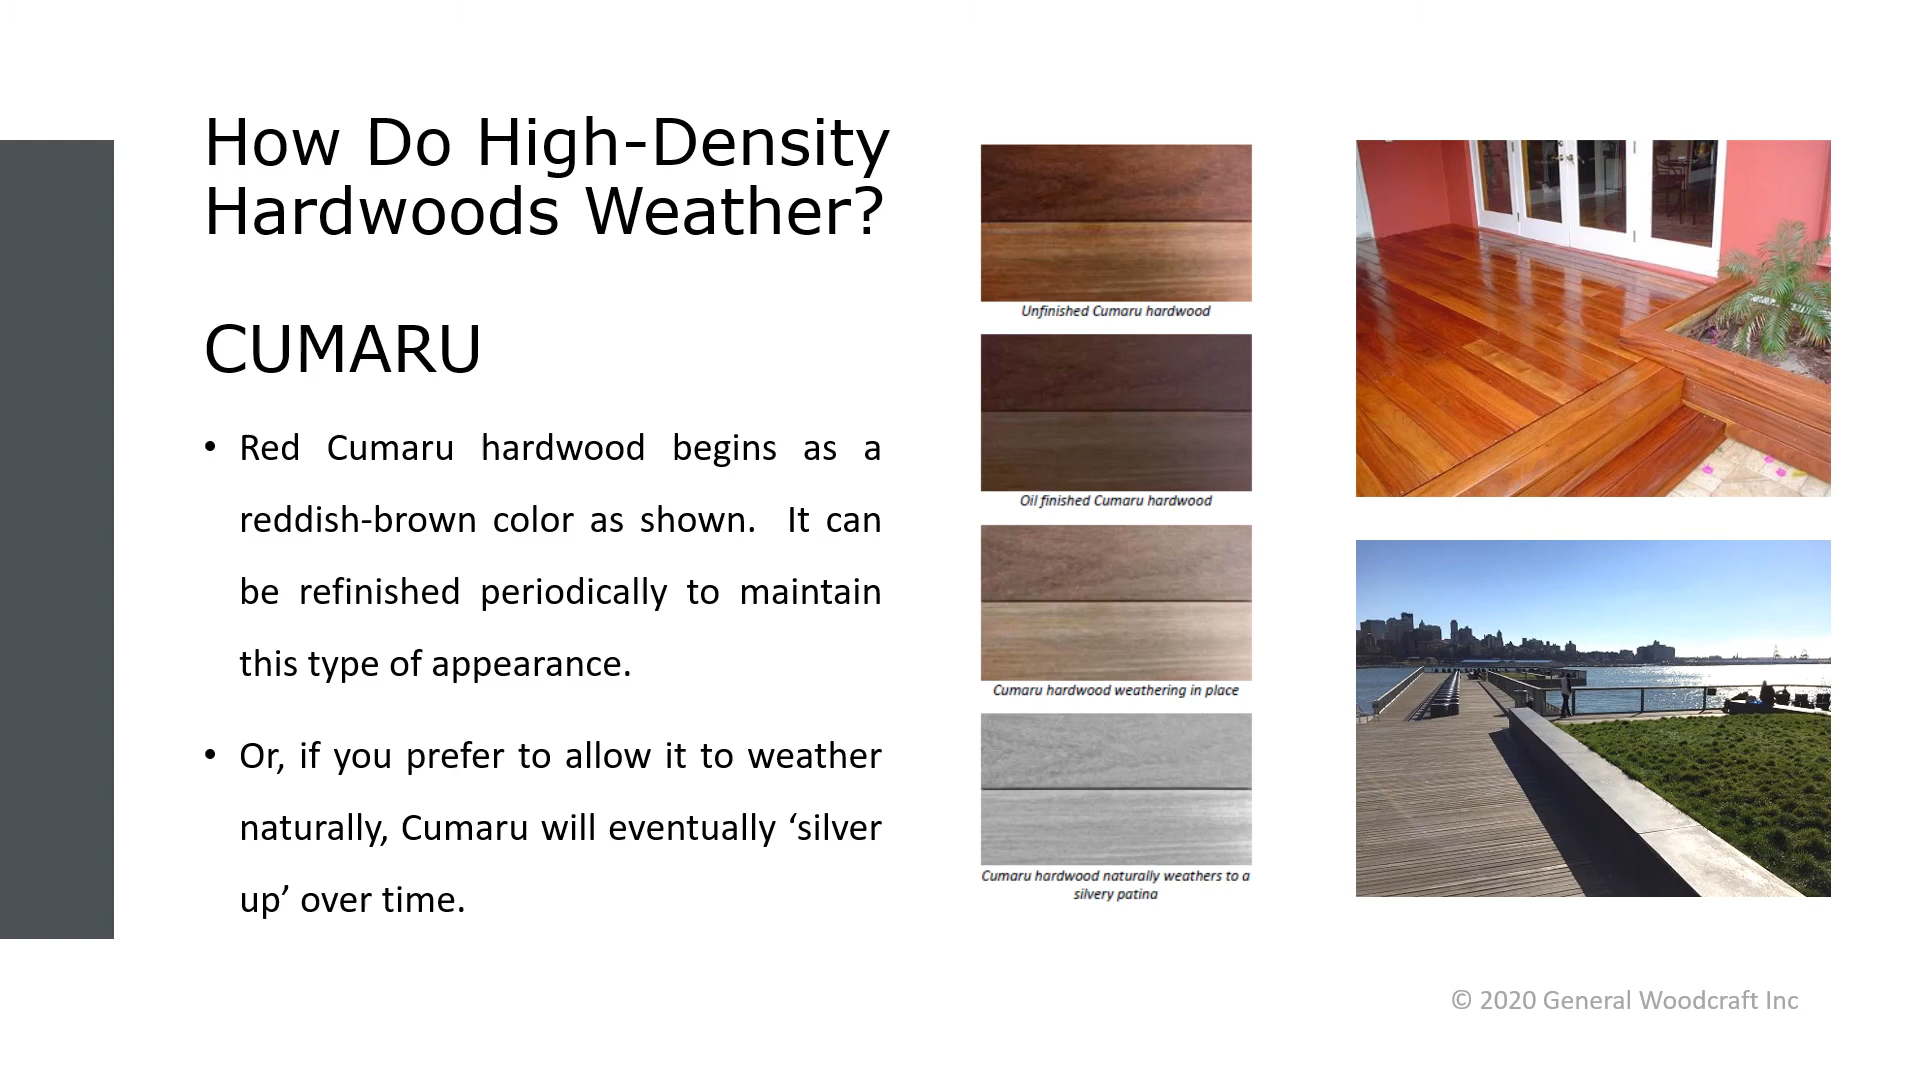 How Do High-Density
Hardwoods Weather?
CUMARU
• Red Cumaru hardwood begins as a
reddish-brown color as shown.  It can
be refinished periodically to maintain
this type of appearance.
• Or, if you prefer to allow it to weather
naturally, Cumaru will eventually ‘silver
up’ over time.
Unfinished Cumaru hardwood
Oil finished Cumaru hardwood
Cumaru hardwood weathering in place
Cumaru hardwood naturally weathers to a
silvery patina
© 2020 General Woodcraft Inc